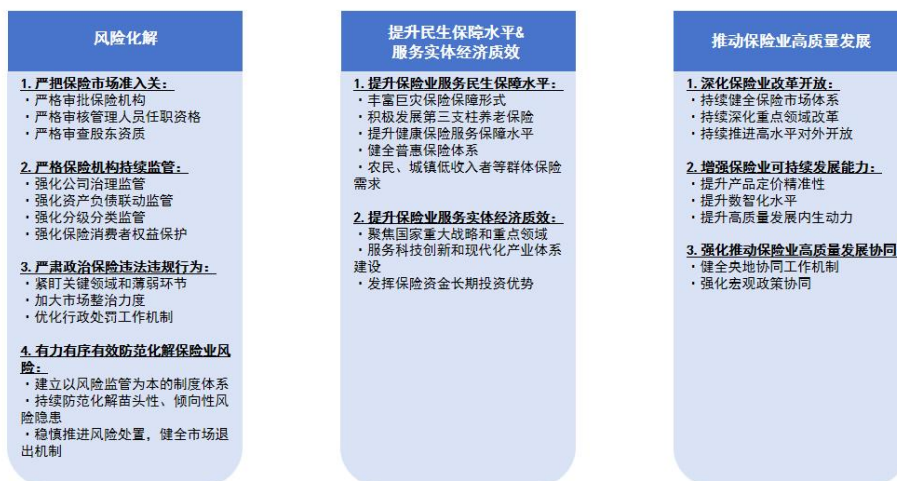 风险化解
1. 严把保险市场准入关：
· 严格审批保险机构
· 严格审核管理人员任职资格
· 严格审查股东资质
2. 严格保险机构持续监管：
· 强化公司治理监管
· 强化资产负债联动监管
· 强化分级分类监管
· 强化保险消费者权益保护
3. 严肃政治保险违法违规行为：
· 紧盯关键领域和薄弱环节
· 加大市场整治力度
· 优化行政处罚工作机制
4. 有力有序有效防范化解保险业风
险：
· 建立以风险监管为本的制度体系
· 持续防范化解苗头性、倾向性风
险隐患
· 稳慎推进风险处置，健全市场退
出机制
提升民生保障水平&
服务实体经济质效
1. 提升保险业服务民生保障水平：
· 丰富巨灾保险保障形式
· 积极发展第三支柱养老保险
· 提升健康保险服务保障水平
· 健全普惠保险体系
· 农民、城镇低收入者等群体保险
需求
2. 提升保险业服务实体经济质效：
· 聚焦国家重大战略和重点领域
· 服务科技创新和现代化产业体系
建设
· 发挥保险资金长期投资优势
推动保险业高质量发展
1. 深化保险业改革开放：
· 持续健全保险市场体系
· 持续深化重点领域改革
· 持续推进高水平对外开放
2. 增强保险业可持续发展能力：
· 提升产品定价精准性
· 提升数智化水平
· 提升高质量发展内生动力
3. 强化推动保险业高质量发展协同
· 健全央地协同工作机制
· 强化宏观政策协同